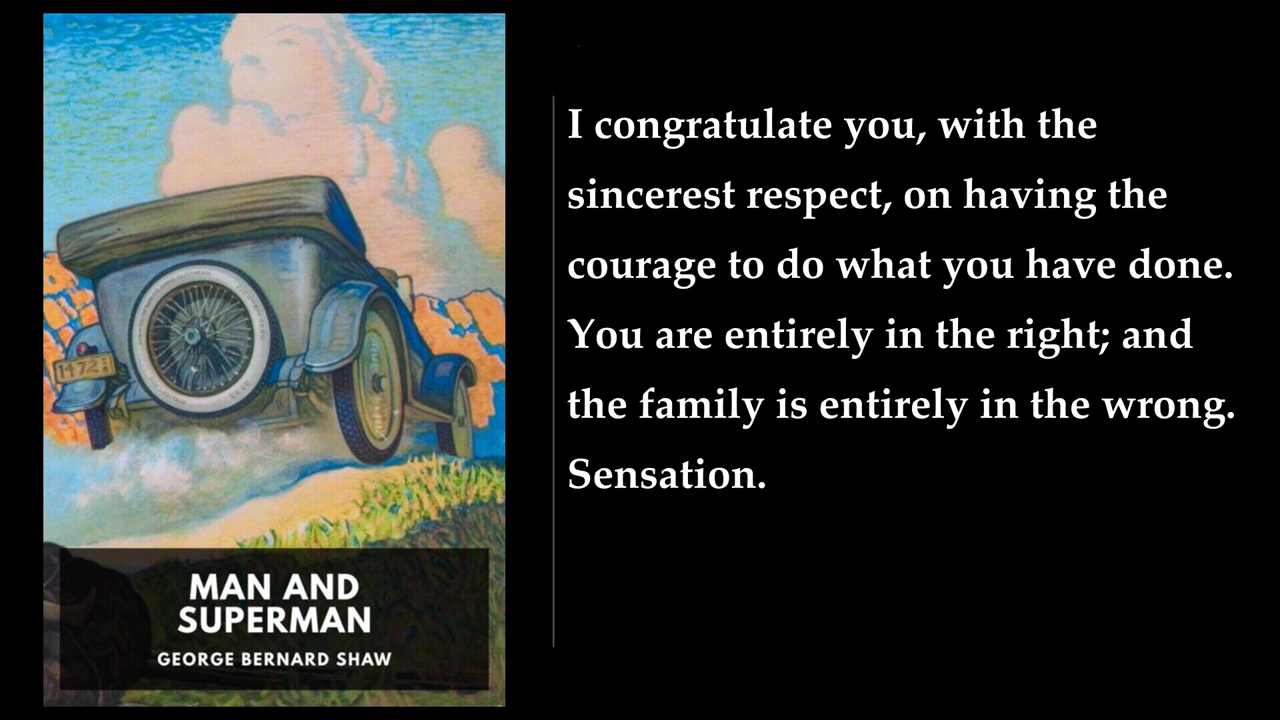 I congratulate you, with the
sincerest respect, on having the
courage to do what you have done.
You are entirely in the right; and
the family is entirely in the wrong.
Sensation.
1472
MAN AND
SUPERMAN
GEORGE BERNARD SHAW